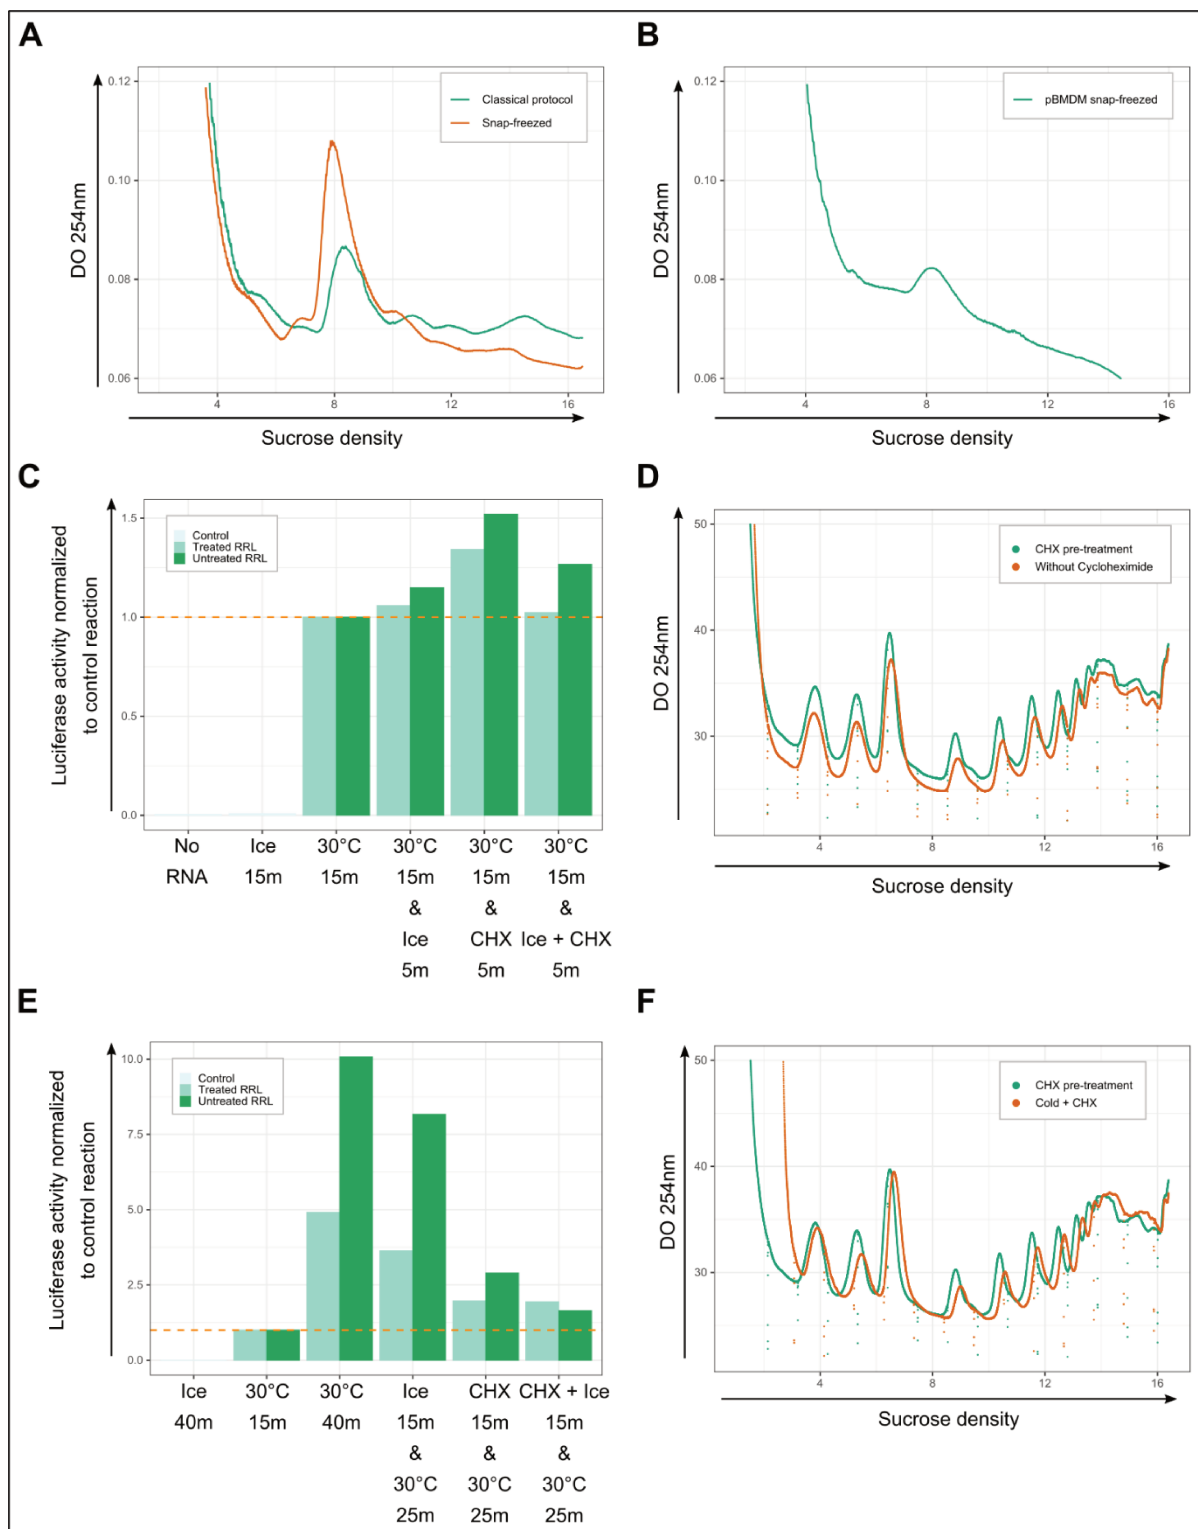 A
0.12
0.10
0.08
0.06
DO 254nm
Classical protocol
Snap-freezed
4
8
12
16
Sucrose density
B
0.12
0.10
0.08
0.06
DO 254nm
pBMDM snap-freezed
4
8
12
16
Sucrose density
C
Luciferase activity normalized
to control reaction
1.5
1.0
0.5
0.0
Control
Treated RRL
Untreated RRL
No
RNA
Ice
15m
30°C
15m
30°C
15m
&
Ice
5m
30°C
15m
&
CHX
5m
30°C
15m
&
Ice + CHX
5m
D
50
40
30
DO 254nm
CHX pre-treatment
Without Cycloheximide
4
8
12
16
Sucrose density
E
Luciferase activity normalized
to control reaction
10.0
7.5
5.0
2.5
0.0
Control
Treated RRL
Untreated RRL
Ice
40m
30°C
15m
30°C
40m
Ice
15m
&
30°C
25m
CHX
15m
&
30°C
25m
CHX + Ice
15m
&
30°C
25m
F
50
40
30
DO 254nm
CHX pre-treatment
Cold + CHX
4
8
12
16
Sucrose density